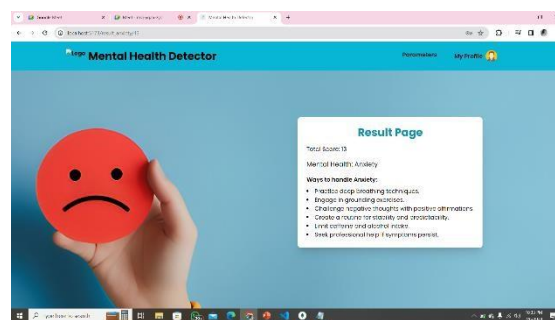 Logo Mental Health Detector
Parameters
My Profile
Result Page
Total Score: 13
Mental Health: Anxiety
Ways to handle Anxiety:
Practice deep breathing techniques.
Engage in grounding exercises.
Challenge negative thoughts with positive affirmations.
Create a routine for stability and predictability.
Limit caffeine and alcohol intake.
Seek professional help if symptoms persist.